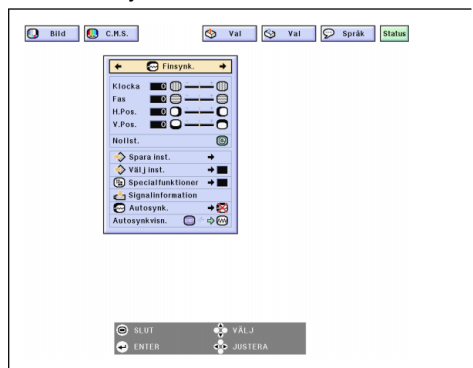 Bild C.M.S. Val Val Språk Status
Finsynk.
Klocka 0
Fas 0
H.Pos. 0
V.Pos. 0
Nollst.
Spara inst.
Välj inst.
Specialfunktioner
Signalinformation
Autosynk.
Autosynkvisn.
SLUT VÄLJ
ENTER JUSTERA